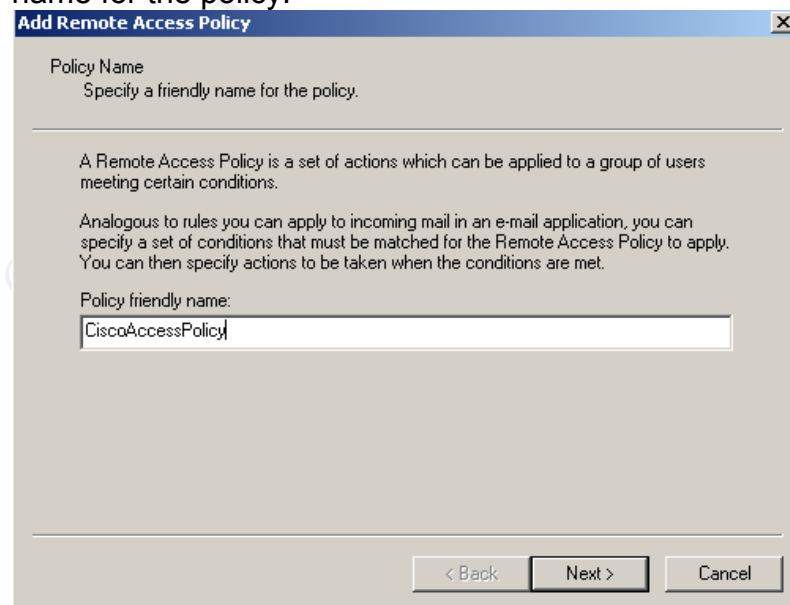 name for the policy.
Add Remote Access Policy
Policy Name
Specify a friendly name for the policy.
A Remote Access Policy is a set of actions which can be applied to a group of users
meeting certain conditions.
Analogous to rules you can apply to incoming mail in an e-mail application, you can
specify a set of conditions that must be matched for the Remote Access Policy to apply.
You can then specify actions to be taken when the conditions are met.
Policy friendly name:
CiscoAccessPolicy
< Back Next > Cancel